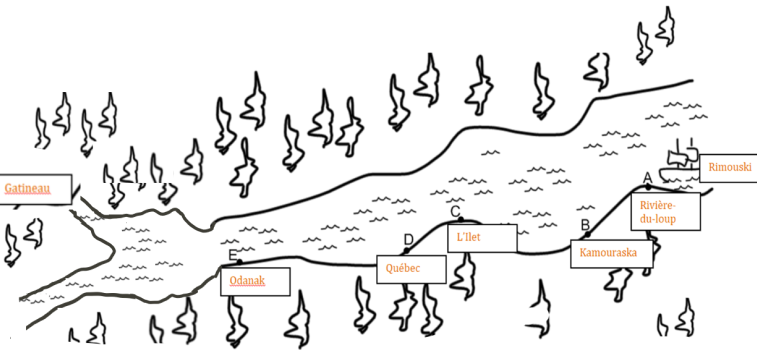 Gatineau
Rimouski
A
Rivière-
du-loup
C
L'Ilet
B
Kamouraska
D
Québec
E
Odanak